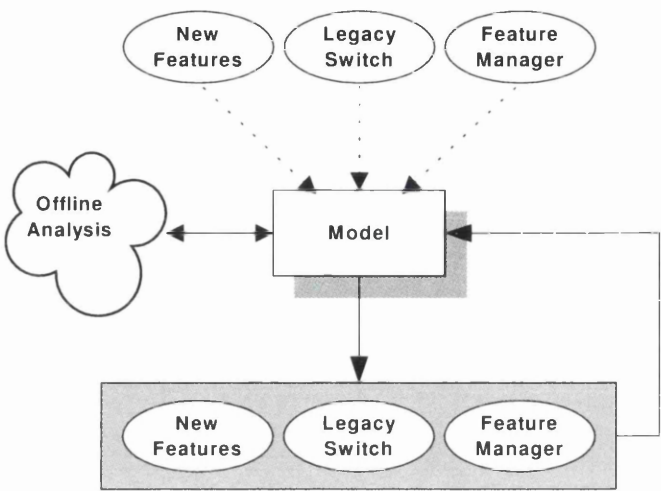 New
Features
Legacy
Switch
Feature
Manager
Offline
Analysis
Model
New
Features
Legacy
Switch
Feature
Manager